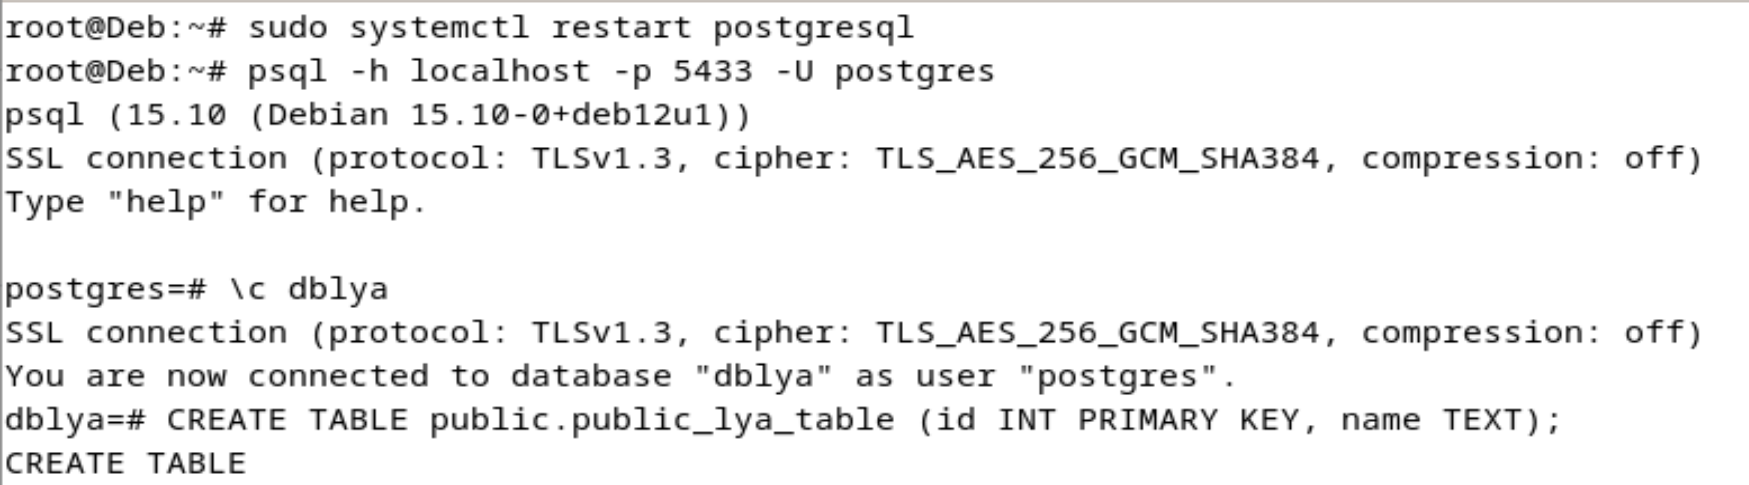 root@Deb:~# sudo systemctl restart postgresql
root@Deb:~# psql -h localhost -p 5433 -U postgres
psql (15.10 (Debian 15.10-0+deb12u1))
SSL connection (protocol: TLSv1.3, cipher: TLS_AES_256_GCM_SHA384, compression: off)
Type "help" for help.

postgres=# \c dblya
SSL connection (protocol: TLSv1.3, cipher: TLS_AES_256_GCM_SHA384, compression: off)
You are now connected to database "dblya" as user "postgres".
dblya=# CREATE TABLE public.public_lya_table (id INT PRIMARY KEY, name TEXT);
CREATE TABLE